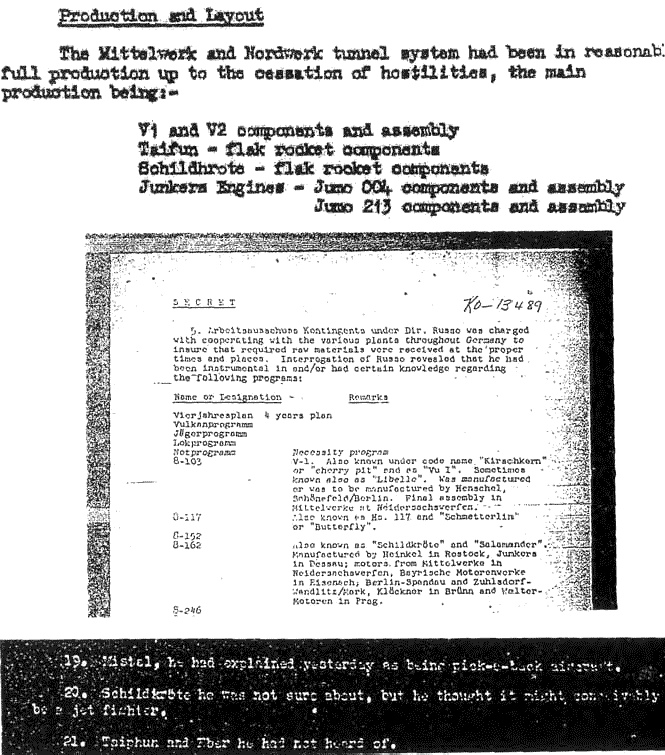 Production and Layout
The Mittelwerk and Nordwerk tunnel system had been in reasonabl
full production up to the cessation of hostilities, the main
production being:-
V1 and V2 components and assembly
Taifun - flak rocket components
Schildhrote - flak rocket components
Junkers Engines - Jumo 004 components and assembly
Jumo 213 components and assembly
SECRET
KO-13489
5. Arbeitsausschuss Kontingents under Dir. Russo was charged
with cooperating with the various plants throughout Germany to
insure that required raw materials were received at the proper
times and places. Interrogation of Russo revealed that he had
been instrumental in and/or had certain knowledge regarding
the following programs:
Name or Designation - Remarks
Vierjahresplan 4 years plan
Vulkanprogramm
Jägerprogramm
Lokprogramm
Notprogramm Necessity program
8-103 V-1. Also known under code name "Kirschkern"
or "cherry pit" and as "Vu I". Sometimes
known also as "Libelle". Was manufactured
or was to be manufactured by Henschel,
Schönefeld/Berlin. Final assembly in
Mittelwerke at Neidersachswerfen.
8-117 Also known as Hs. 117 and "Schmetterlin"
or "Butterfly".
8-152
8-162 Also known as "Schildkröte" and "Salamander".
Manufactured by Heinkel in Rostock, Junkers
in Dessau; motors from Mittelwerke in
Neidersachswerfen, Bayrische Motorenwerke
in Eisenach; Berlin-Spandau and Zuhlsdorf-
Wandlitz/Mark, Klöckner in Brünn and Walter-
Motoren in Prag.
8-246
19. Mistel, he had explained yesterday as being pick-a-back aircraft.
20. Schildkröte he was not sure about, but he thought it might conceivably
be a jet fighter.
21. Taiphun and Eber he had not heard of.